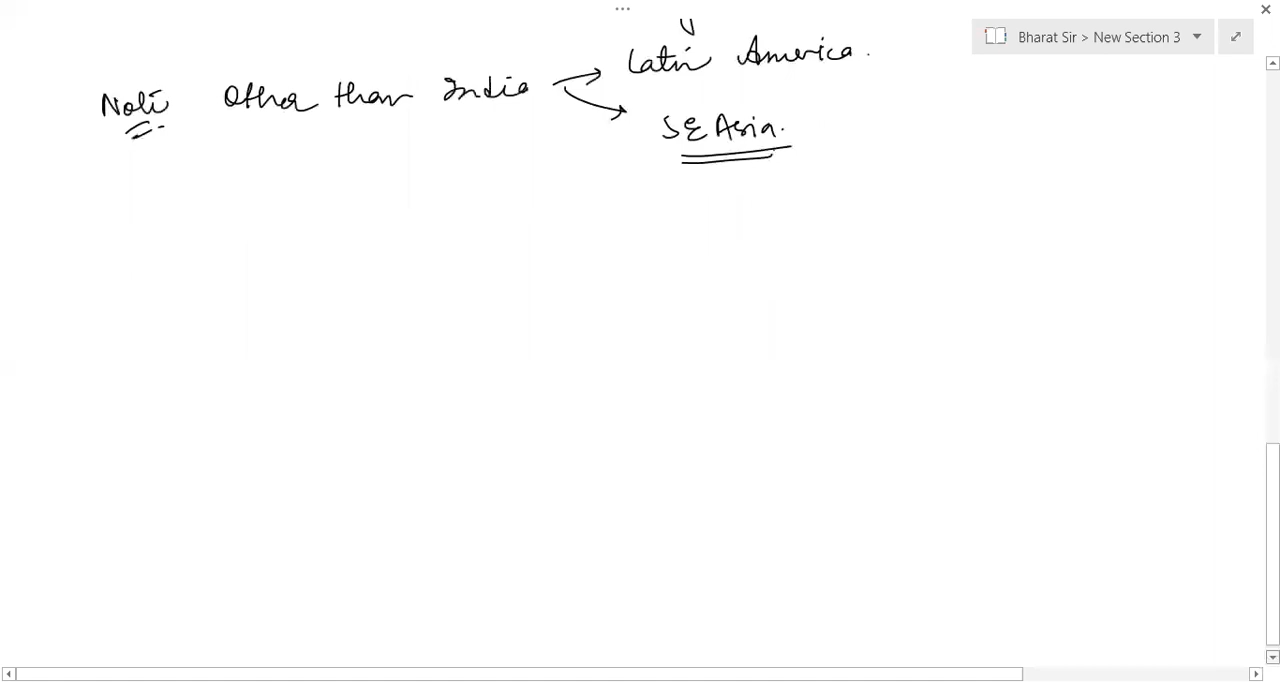 Bharat Sir > New Section 3
Latin America.
Note Other than India
SE Asia.